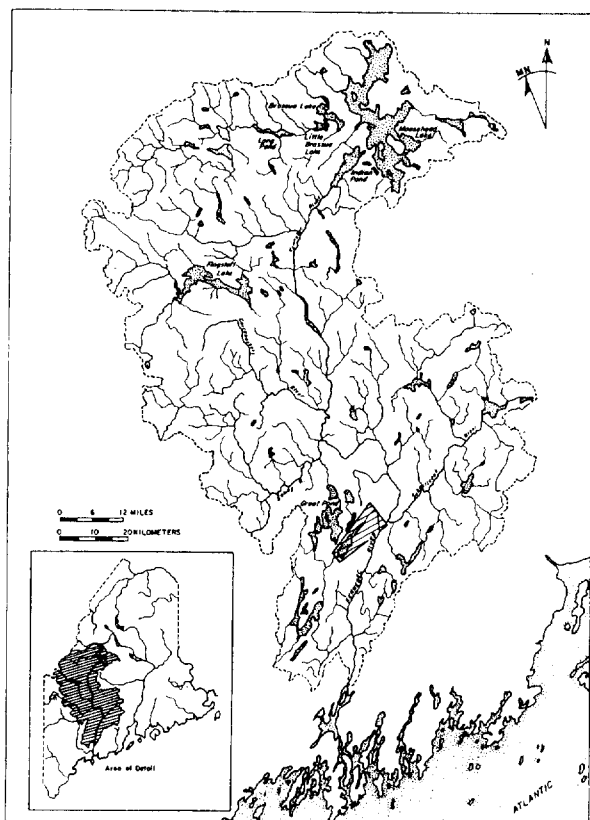 N
MN
Brassua Lake
Moosehead
Lake
Long
Pond
Little
Brassua
Lake
Indian
Pond
Flagstaff
Lake
Great Pond
0 6 12 MILES
0 10 20 KILOMETERS
Area of Detail
ATLANTIC